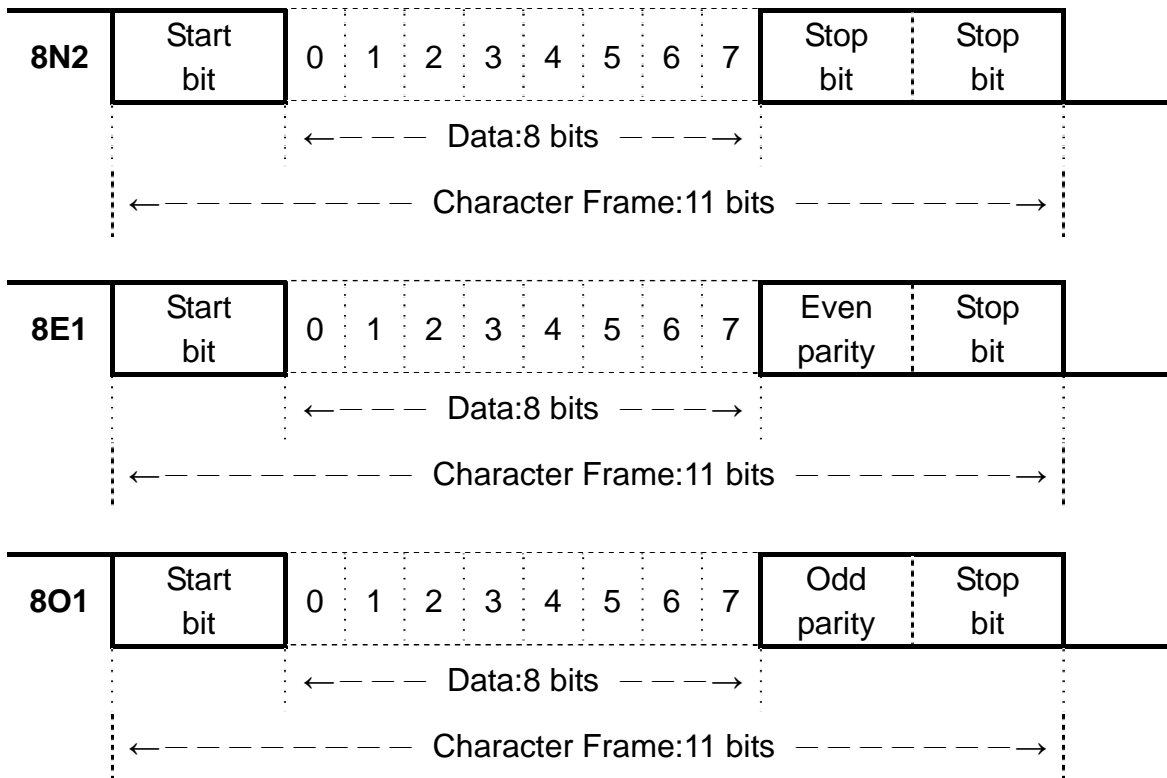 8N2 Start bit 0 1 2 3 4 5 6 7 Stop bit Stop bit
←−−− Data:8 bits −−−→
←−−−−−−−− Character Frame:11 bits −−−−−−−→
8E1 Start bit 0 1 2 3 4 5 6 7 Even parity Stop bit
←−−− Data:8 bits −−−→
←−−−−−−−− Character Frame:11 bits −−−−−−−→
8O1 Start bit 0 1 2 3 4 5 6 7 Odd parity Stop bit
←−−− Data:8 bits −−−→
←−−−−−−−− Character Frame:11 bits −−−−−−−→